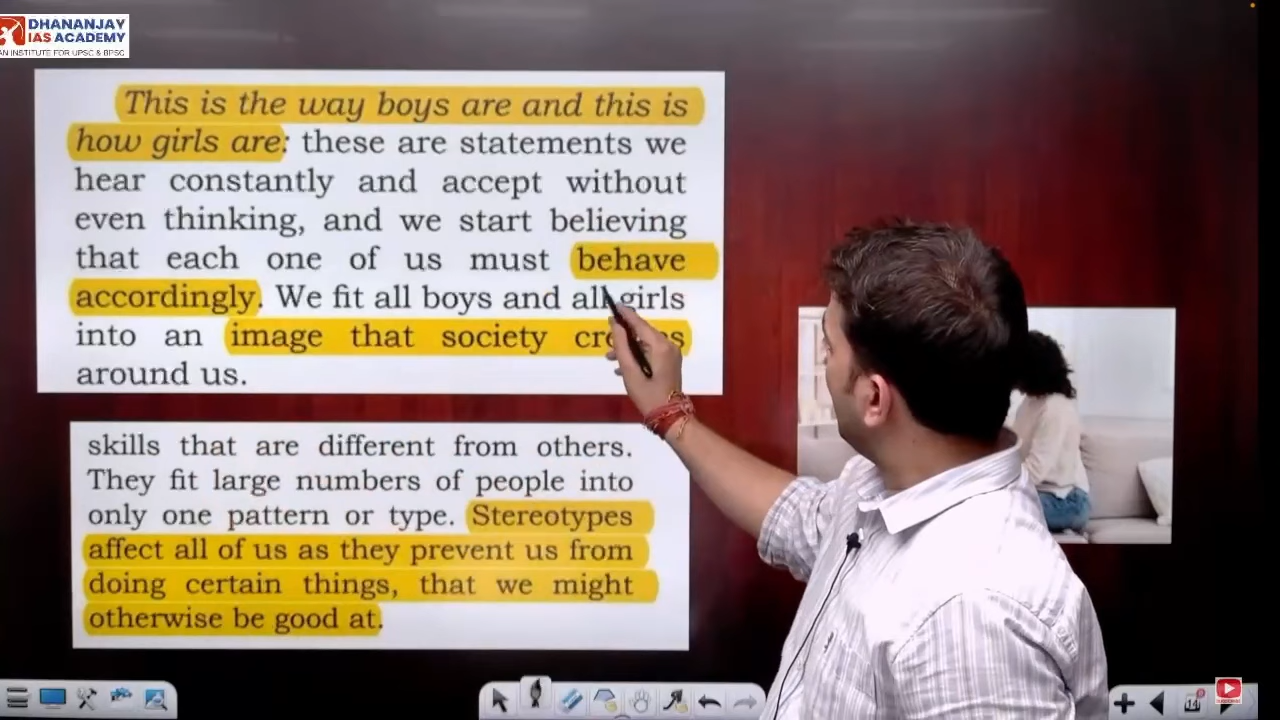 DHANANJAY
IAS ACADEMY
AN INSTITUTE FOR UPSC & BPSC
This is the way boys are and this is
how girls are: these are statements we
hear constantly and accept without
even thinking, and we start believing
that each one of us must behave
accordingly. We fit all boys and all girls
into an image that society
around us.
skills that are different from others.
They fit large numbers of people into
only one pattern or type. Stereotypes
affect all of us as they prevent us from
doing certain things, that we might
otherwise be good at.